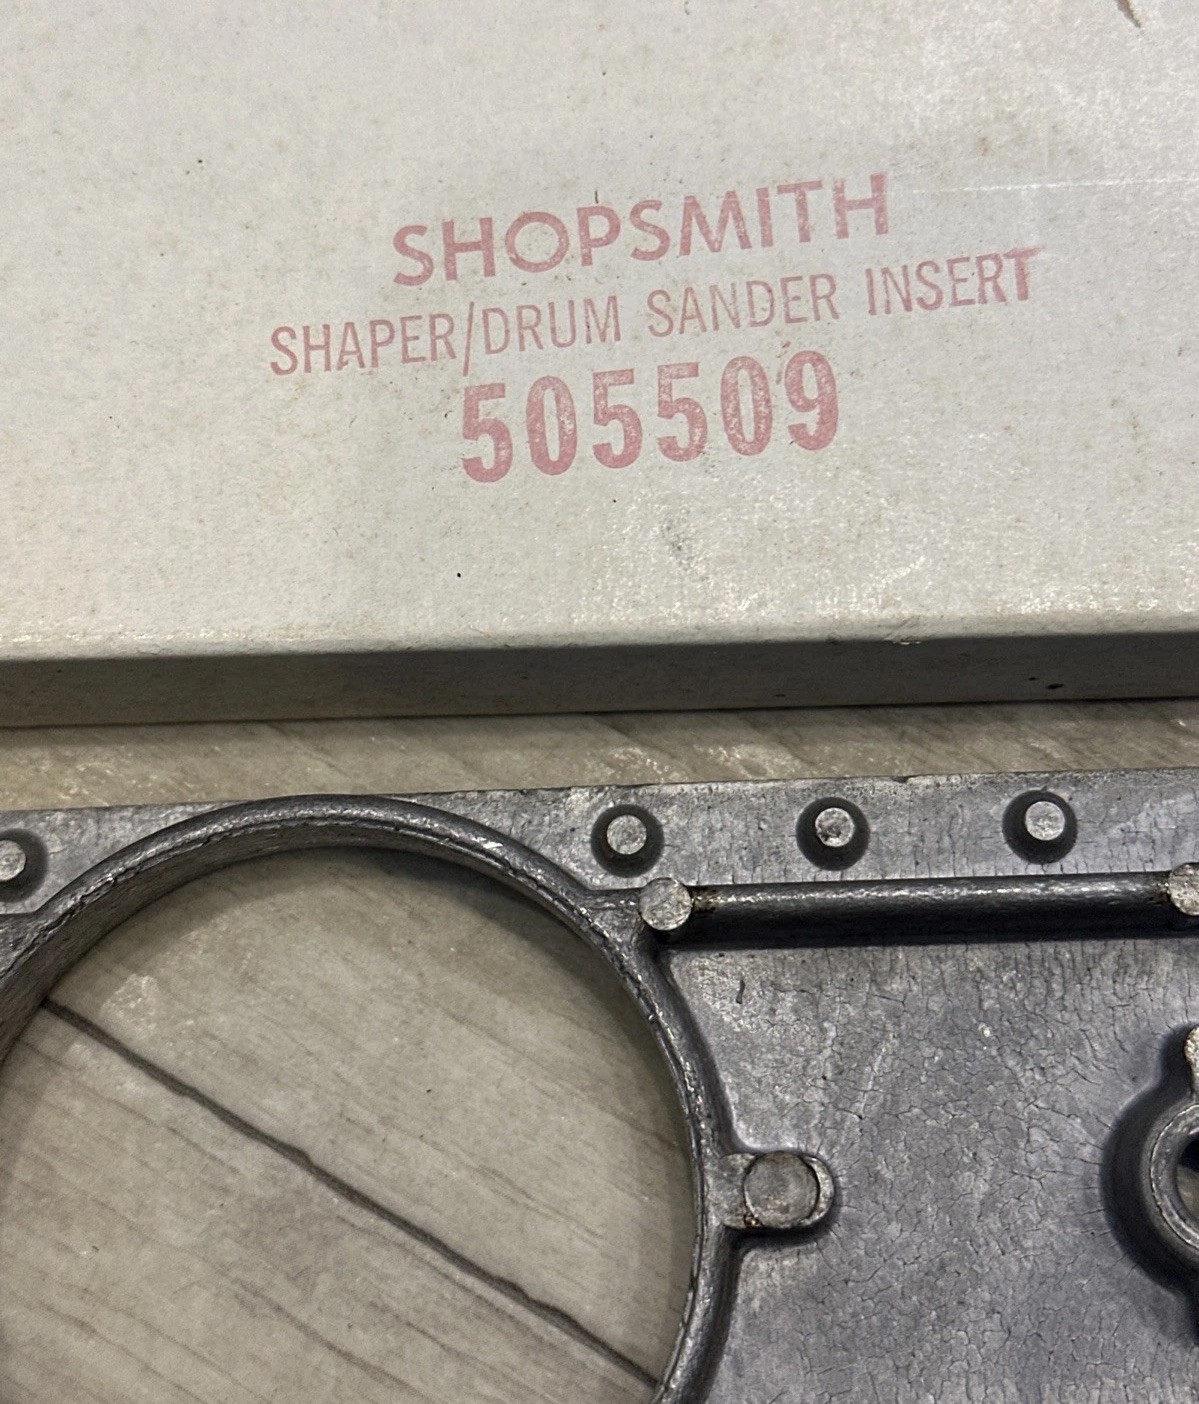 SHOPSMITH
SHAPER/DRUM SANDER INSERT
505509